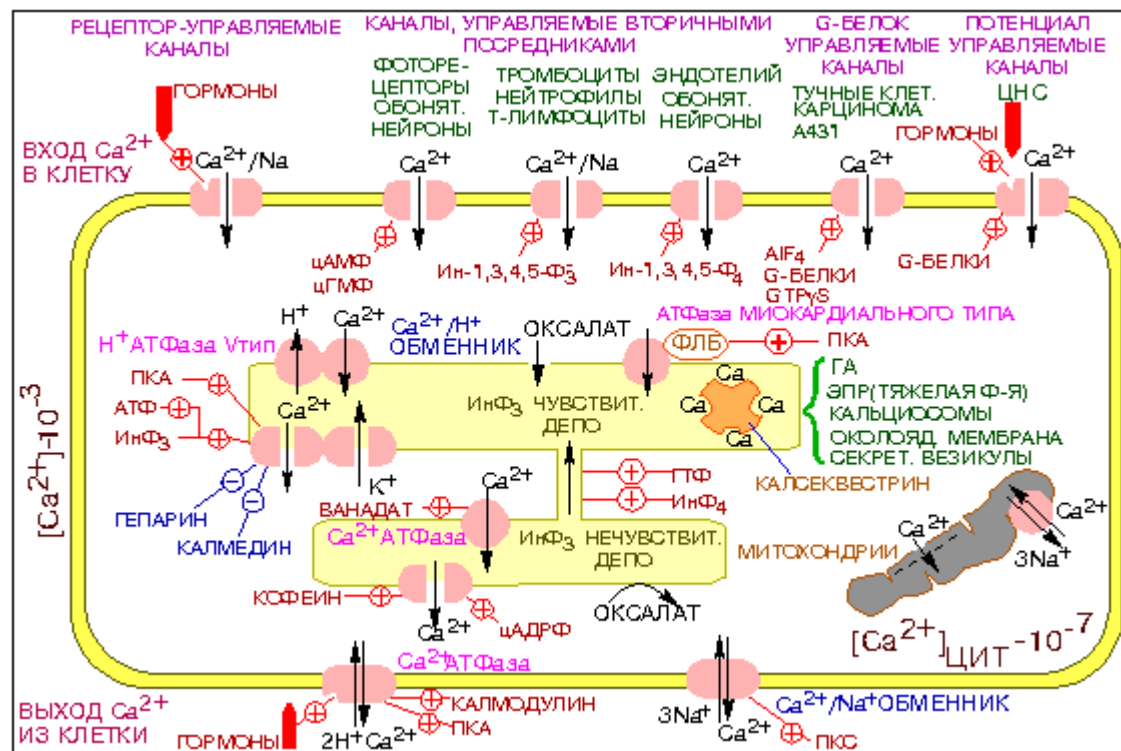 РЕЦЕПТОР-УПРАВЛЯЕМЫЕ
КАНАЛЫ
КАНАЛЫ, УПРАВЛЯЕМЫЕ ВТОРИЧНЫМИ
ПОСРЕДНИКАМИ
G-БЕЛОК
УПРАВЛЯЕМЫЕ
КАНАЛЫ
ПОТЕНЦИАЛ
УПРАВЛЯЕМЫЕ
КАНАЛЫ
ГОРМОНЫ
ФОТОРЕ-
ЦЕПТОРЫ
ОБОНЯТ.
НЕЙРОНЫ
ТРОМБОЦИТЫ
НЕЙТРОФИЛЫ
Т-ЛИМФОЦИТЫ
ЭНДОТЕЛИЙ
ОБОНЯТ.
НЕЙРОНЫ
ТУЧНЫЕ КЛЕТ.
КАРЦИНОМА
А431
ЦНС
ГОРМОНЫ
ВХОД Ca2+
В КЛЕТКУ
Ca2+/Na
Ca2+
Ca2+/Na
Ca2+
Ca2+
Ca2+
цАМФ
цГМФ
Ин-1,3,4,5-Ф3
Ин-1,3,4,5-Ф4
AlF4
G-БЕЛКИ
GTPγS
G-БЕЛКИ
H+
Ca2+
Ca2+/H+
ОБМЕННИК
ОКСАЛАТ
АТФаза МИОКАРДИАЛЬНОГО ТИПА
H+АТФаза Vтип
ФЛБ
ПКА
ПКА
АТФ
ИнФ3
Ca2+
K+
ИнФ3 ЧУВСТВИТ.
ДЕПО
Ca
Ca
Ca
Ca
ГА
ЭПР(ТЯЖЕЛАЯ Ф-Я)
КАЛЬЦИОСОМЫ
ОКОЛОЯД. МЕМБРАНА
СЕКРЕТ. ВЕЗИКУЛЫ
[Ca2+]-10-3
ГЕПАРИН
КАЛМЕДИН
ГТФ
ИнФ4
КАЛСЕКВЕСТРИН
ВАНАДАТ
Ca2+
Ca2+АТФаза
ИнФ3 НЕЧУВСТВИТ.
ДЕПО
МИТОХОНДРИИ
Ca2+
Ca2+
3Na+
КОФЕИН
Ca2+
цАДРФ
ОКСАЛАТ
[Ca2+]ЦИТ-10-7
Ca2+АТФаза
ВЫХОД Ca2+
ИЗ КЛЕТКИ
ГОРМОНЫ
2H+
Ca2+
КАЛМОДУЛИН
ПКА
3Na+
Ca2+
Ca2+/Na+ОБМЕННИК
ПКС